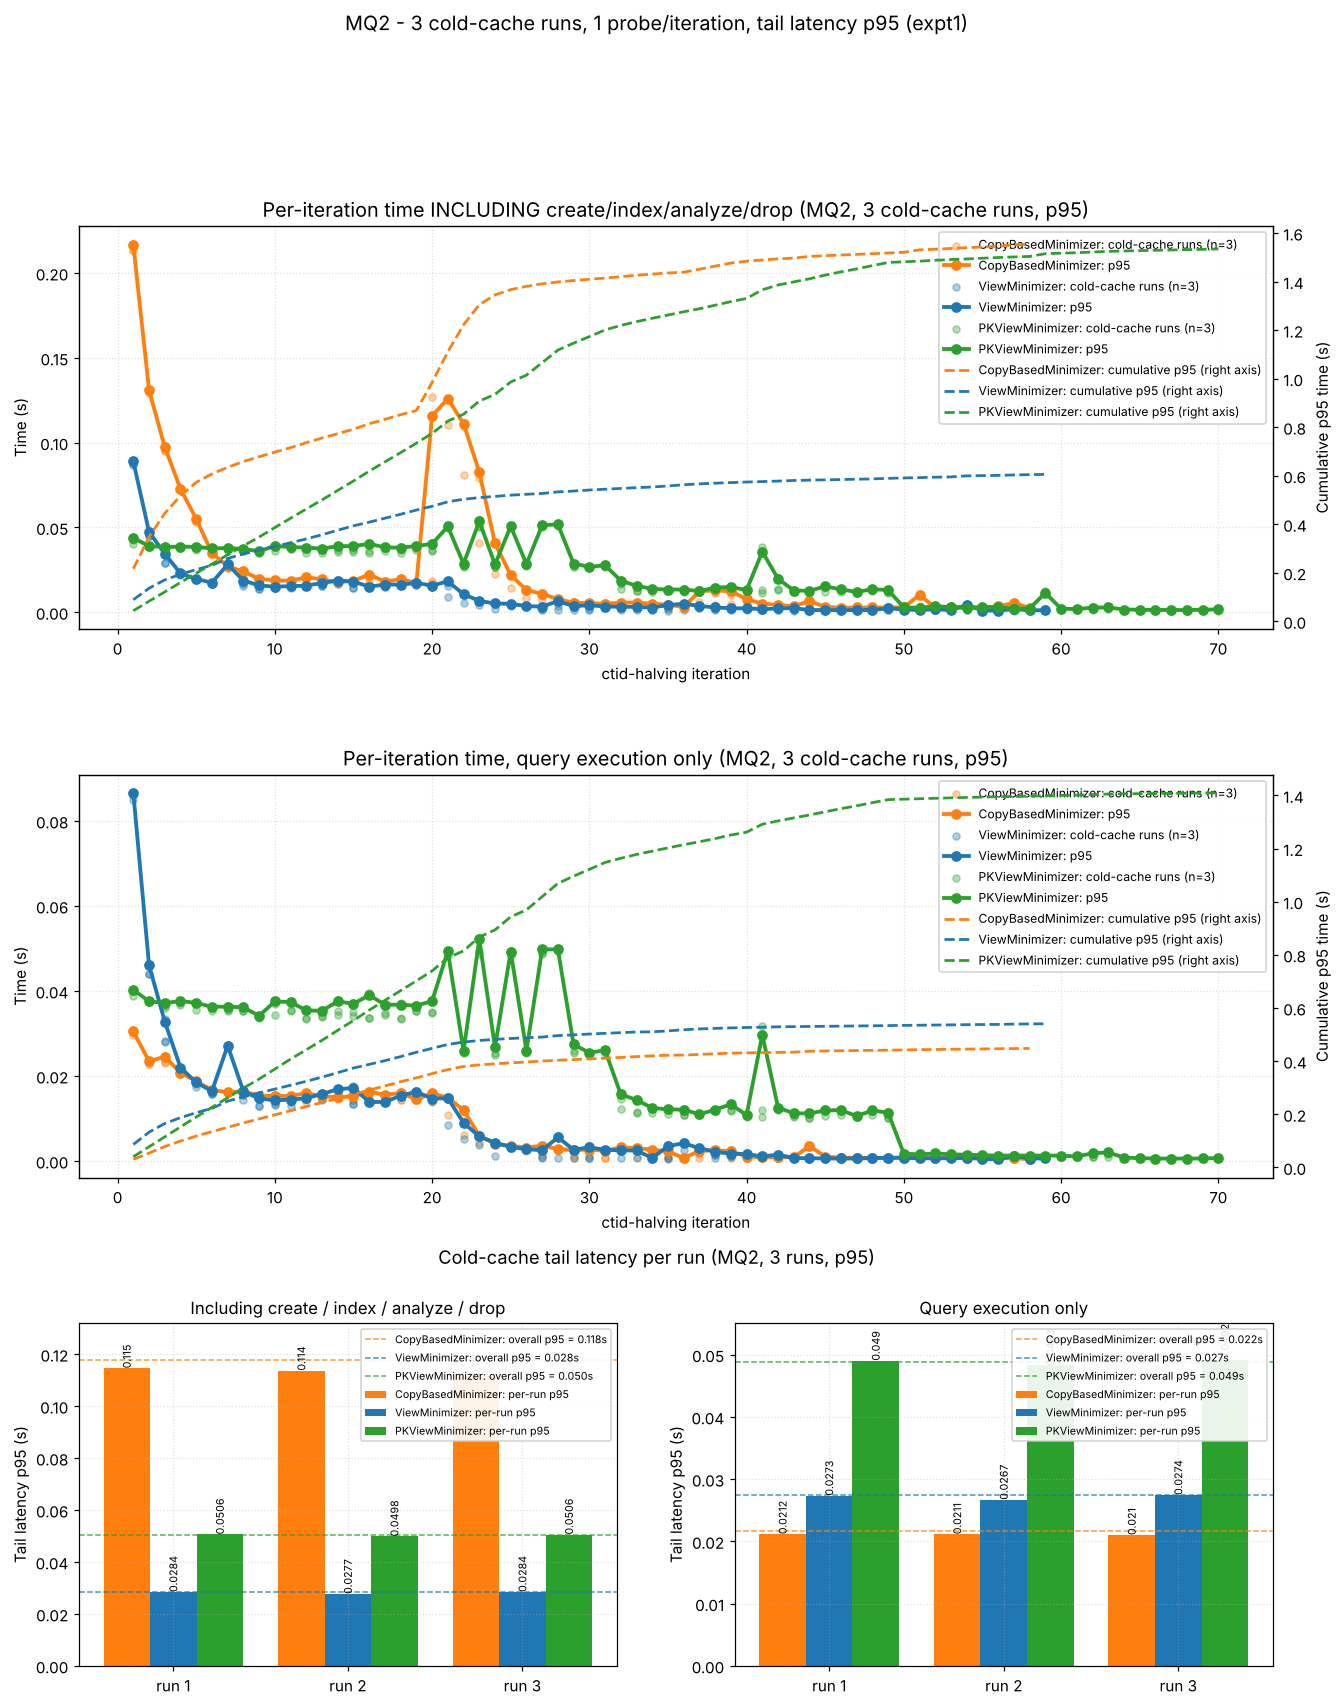 MQ2 - 3 cold-cache runs, 1 probe/iteration, tail latency p95 (expt1)
Per-iteration time INCLUDING create/index/analyze/drop (MQ2, 3 cold-cache runs, p95)
Time (s)
0.20
0.15
0.10
0.05
0.00
CopyBasedMinimizer: cold-cache runs (n=3)
CopyBasedMinimizer: p95
ViewMinimizer: cold-cache runs (n=3)
ViewMinimizer: p95
PKViewMinimizer: cold-cache runs (n=3)
PKViewMinimizer: p95
CopyBasedMinimizer: cumulative p95 (right axis)
ViewMinimizer: cumulative p95 (right axis)
PKViewMinimizer: cumulative p95 (right axis)
1.6
1.4
1.2
1.0
0.8
0.6
0.4
0.2
0.0
Cumulative p95 time (s)
0 10 20 30 40 50 60 70
ctid-halving iteration
Per-iteration time, query execution only (MQ2, 3 cold-cache runs, p95)
Time (s)
0.08
0.06
0.04
0.02
0.00
CopyBasedMinimizer: cold-cache runs (n=3)
CopyBasedMinimizer: p95
ViewMinimizer: cold-cache runs (n=3)
ViewMinimizer: p95
PKViewMinimizer: cold-cache runs (n=3)
PKViewMinimizer: p95
CopyBasedMinimizer: cumulative p95 (right axis)
ViewMinimizer: cumulative p95 (right axis)
PKViewMinimizer: cumulative p95 (right axis)
1.4
1.2
1.0
0.8
0.6
0.4
0.2
0.0
Cumulative p95 time (s)
0 10 20 30 40 50 60 70
ctid-halving iteration
Cold-cache tail latency per run (MQ2, 3 runs, p95)
Including create / index / analyze / drop
Tail latency p95 (s)
0.12
0.10
0.08
0.06
0.04
0.02
0.00
CopyBasedMinimizer: overall p95 = 0.118s
ViewMinimizer: overall p95 = 0.028s
PKViewMinimizer: overall p95 = 0.050s
CopyBasedMinimizer: per-run p95
ViewMinimizer: per-run p95
PKViewMinimizer: per-run p95
0.115
0.0284
0.0506
0.114
0.0277
0.0498
0.0284
0.0506
run 1 run 2 run 3
Query execution only
Tail latency p95 (s)
0.05
0.04
0.03
0.02
0.01
0.00
CopyBasedMinimizer: overall p95 = 0.022s
ViewMinimizer: overall p95 = 0.027s
PKViewMinimizer: overall p95 = 0.049s
CopyBasedMinimizer: per-run p95
ViewMinimizer: per-run p95
PKViewMinimizer: per-run p95
0.0212
0.0273
0.049
0.0211
0.0267
0.021
0.0274
run 1 run 2 run 3